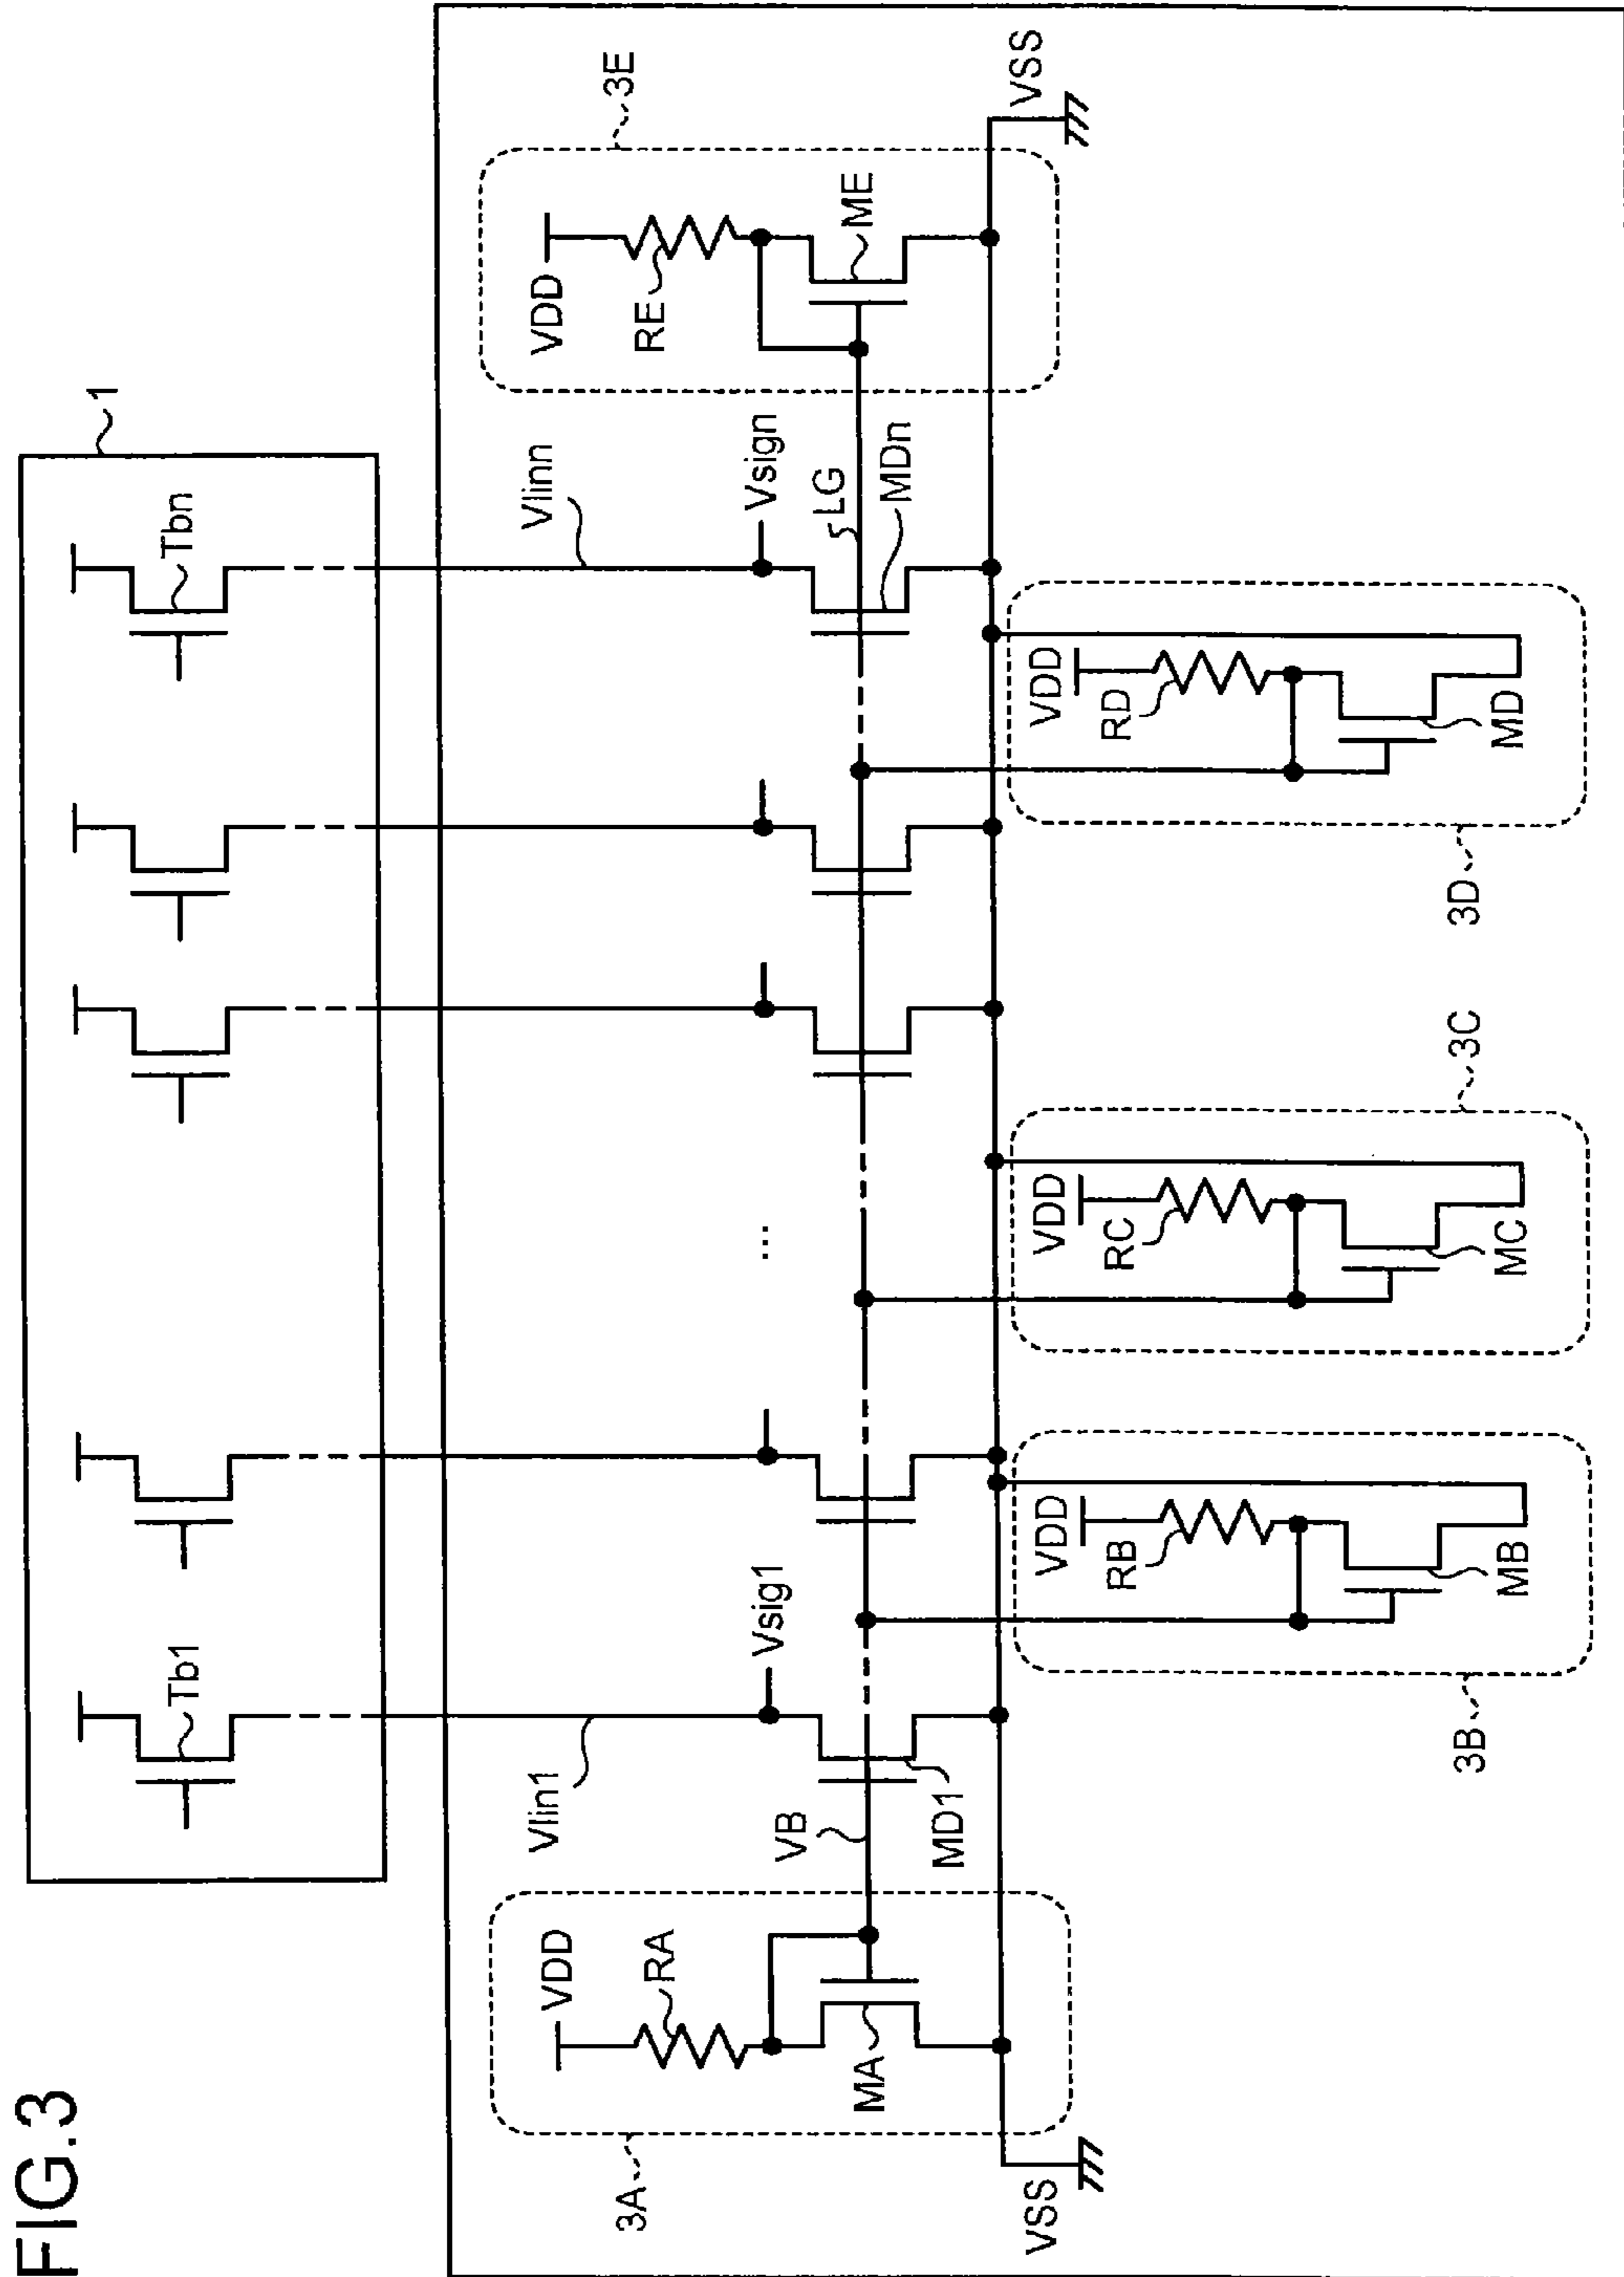 FIG.3
1
Tb1
Tbn
Vlin1
Vlinn
3A
VDD
RA
MA
VB
MD1
Vsig1
Vsign
LG
MDn
3E
VDD
RE
ME
VSS
VSS
3B
VDD
RB
MB
3C
VDD
RC
MC
3D
VDD
RD
MD
...